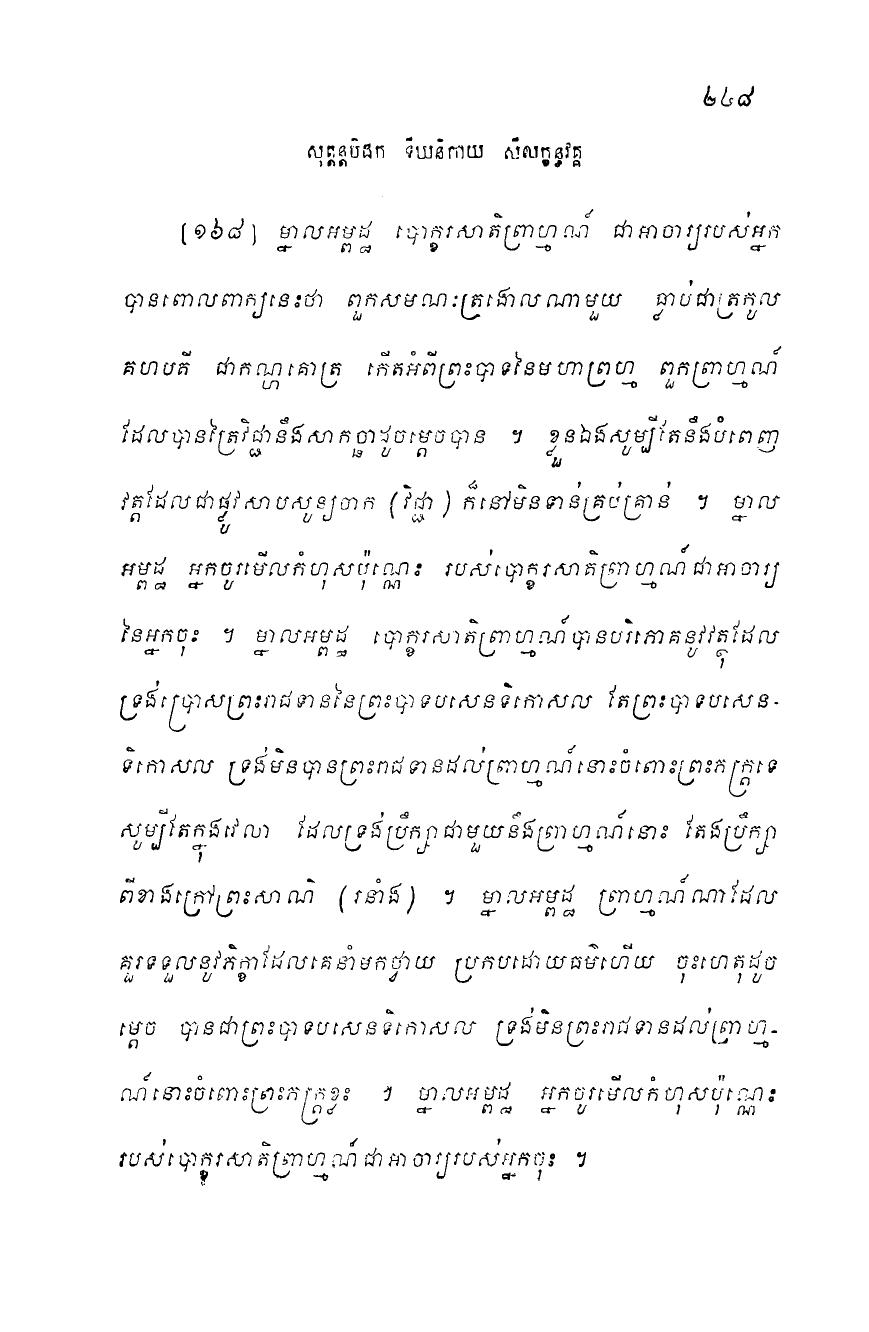 ២៤៨
សុត្តន្តបិដក ទីឃនិកាយ សីលក្ខន្ធវគ្គ
[១៦៨] ម្នាលអម្ពដ្ឋ បោក្ខរសាតិព្រាហ្មណ៍ ជាអាចារ្យរបស់អ្នក
បានពោលពាក្យនេះថា ពួកសមណៈត្រងោលណាមួយ ធ្លាប់ជាត្រកូល
គហបតី ជាកណ្ហគោត្រ កើតអំពីព្រះបាទនៃមហាព្រហ្ម ពួកព្រាហ្មណ៍
ដែលបានត្រៃវិជ្ជានឹងសាកច្ឆាដូចម្តេចបាន ។ ខ្លួនឯងសូម្បីតែនឹងបំពេញ
វត្តដែលជាផ្លូវសាបសូន្យចាក (វិជ្ជា) ក៏នៅមិនទាន់គ្រប់គ្រាន់ ។ ម្នាល
អម្ពដ្ឋ អ្នកចូរមើលកំហុសប៉ុណ្ណេះ របស់បោក្ខរសាតិព្រាហ្មណ៍ជាអាចារ្យ
នៃអ្នកចុះ ។ ម្នាលអម្ពដ្ឋ បោក្ខរសាតិព្រាហ្មណ៍បានបរិភោគនូវវត្ថុដែល
ទ្រង់ប្រោសព្រះរាជទាននៃព្រះបាទបសេនទិកោសល តែព្រះបាទបសេន-
ទិកោសល ទ្រង់មិនបានព្រះរាជទានដល់ព្រាហ្មណ៍នោះចំពោះព្រះភក្ត្រទេ
សូម្បីតែក្នុងវេលា ដែលទ្រង់ប្រឹក្សាជាមួយនឹងព្រាហ្មណ៍នោះ តែងប្រឹក្សា
ពីខាងក្រៅព្រះសាណិ (រនាំង) ។ ម្នាលអម្ពដ្ឋ ព្រាហ្មណ៍ណាដែល
គួរទទួលនូវភិក្ខាដែលគេនាំមកថ្វាយ ប្រកបដោយធម៌ហើយ ចុះហេតុដូច
ម្តេច បានជាព្រះបាទបសេនទិកោសល ទ្រង់មិនព្រះរាជទានដល់ព្រាហ្ម-
ណ៍នោះចំពោះព្រះភក្ត្រខ្លះ ។ ម្នាលអម្ពដ្ឋ អ្នកចូរមើលកំហុសប៉ុណ្ណេះ
របស់បោក្ខរសាតិព្រាហ្មណ៍ជាអាចារ្យរបស់អ្នកចុះ ។